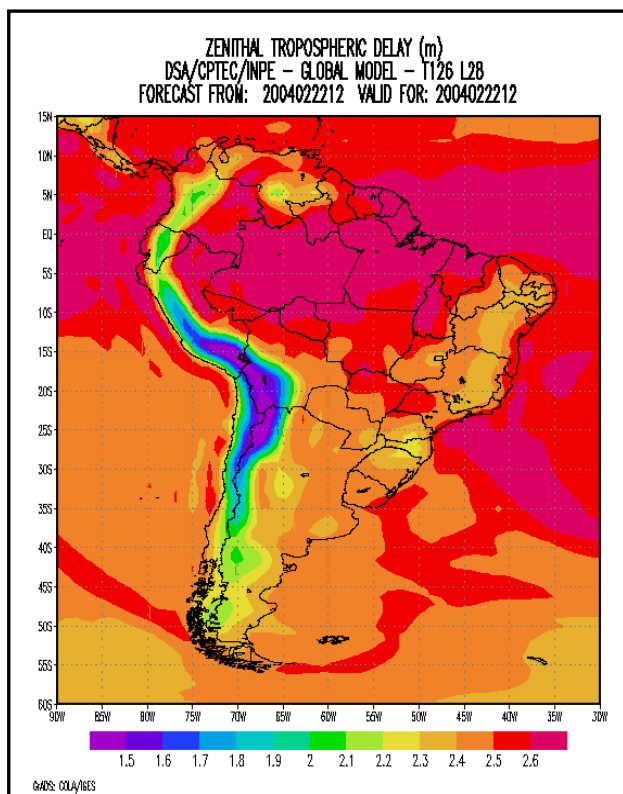 ZENITHAL TROPOSPHERIC DELAY (m)
DSA/CPTEC/INPE - GLOBAL MODEL - T126 L28
FORECAST FROM: 2004022212 VALID FOR: 2004022212
15N
10N
5N
EQ
5S
10S
15S
20S
25S
30S
35S
40S
45S
50S
55S
60S
90W 85W 80W 75W 70W 65W 60W 55W 50W 45W 40W 35W 30W
1.5 1.6 1.7 1.8 1.9 2 2.1 2.2 2.3 2.4 2.5 2.6
GrADS: COLA/IGES